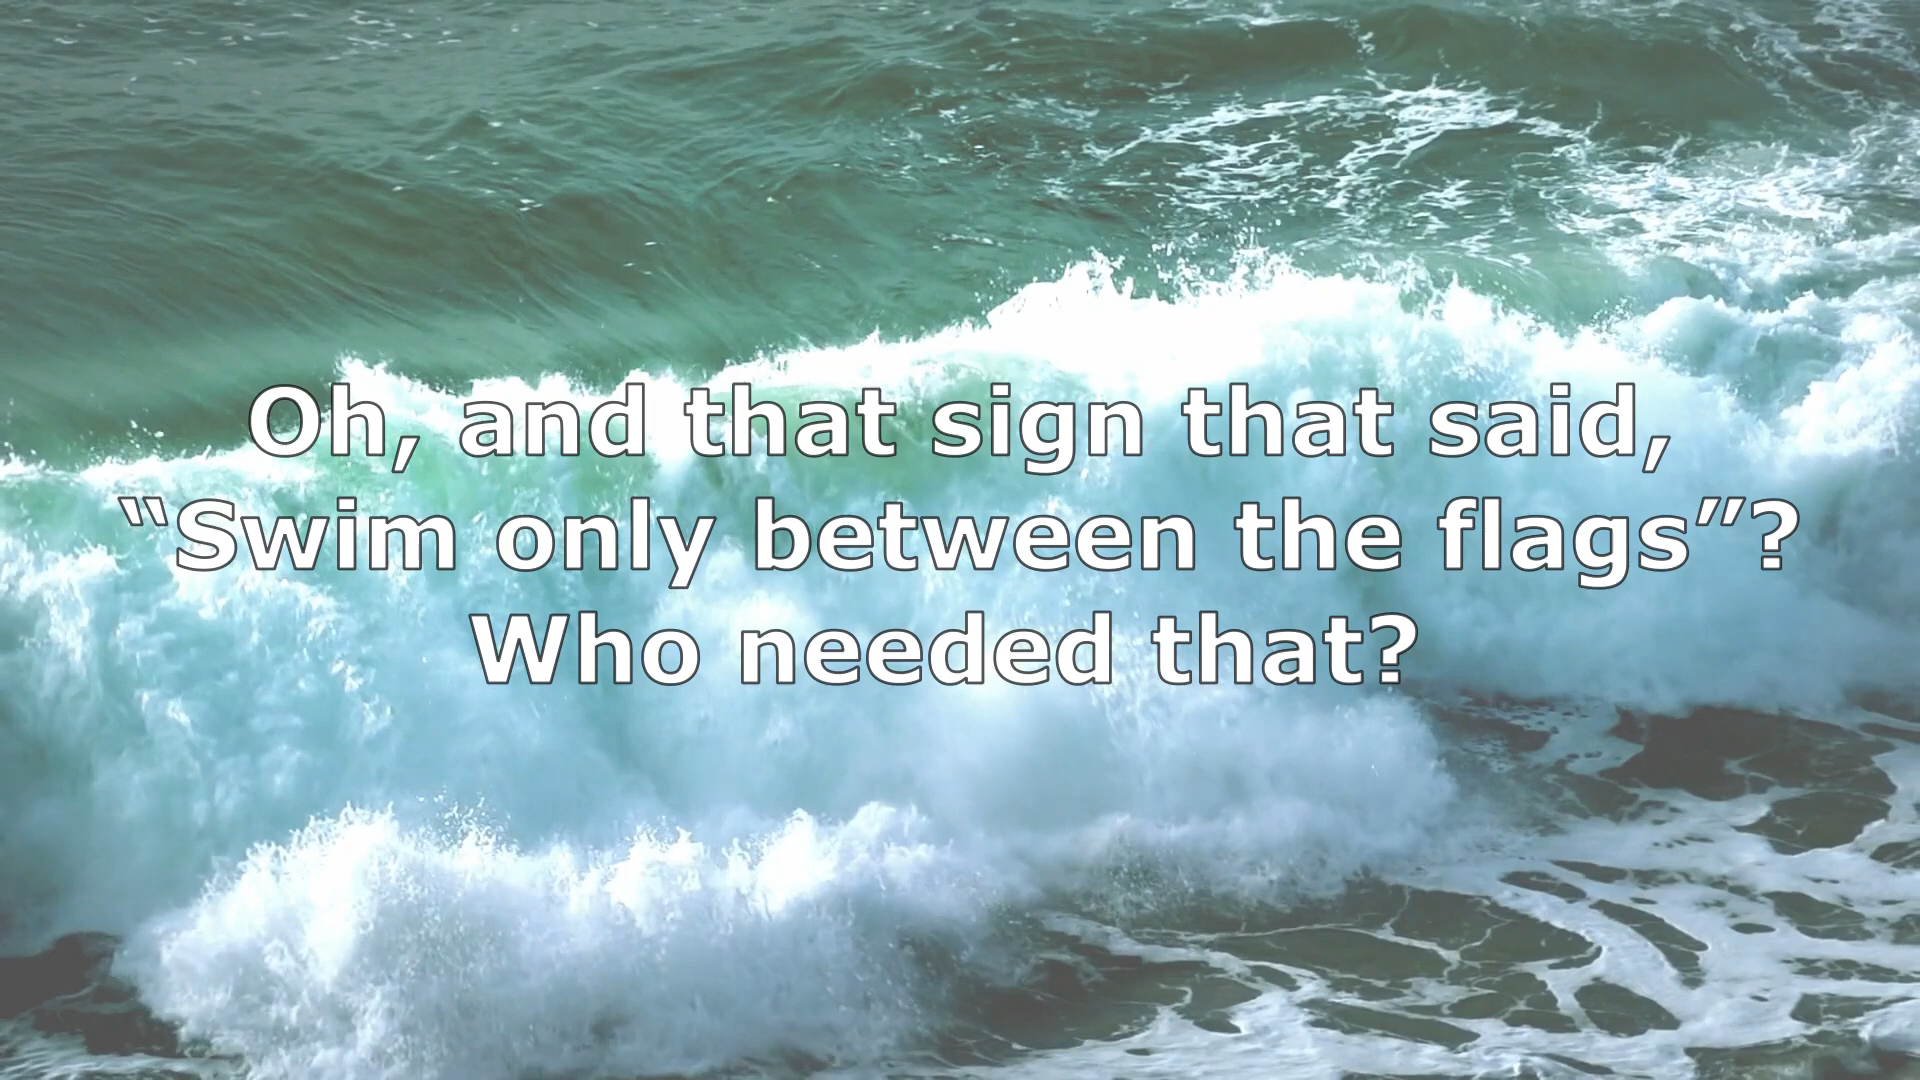 Oh, and that sign that said,
“Swim only between the flags”?
Who needed that?